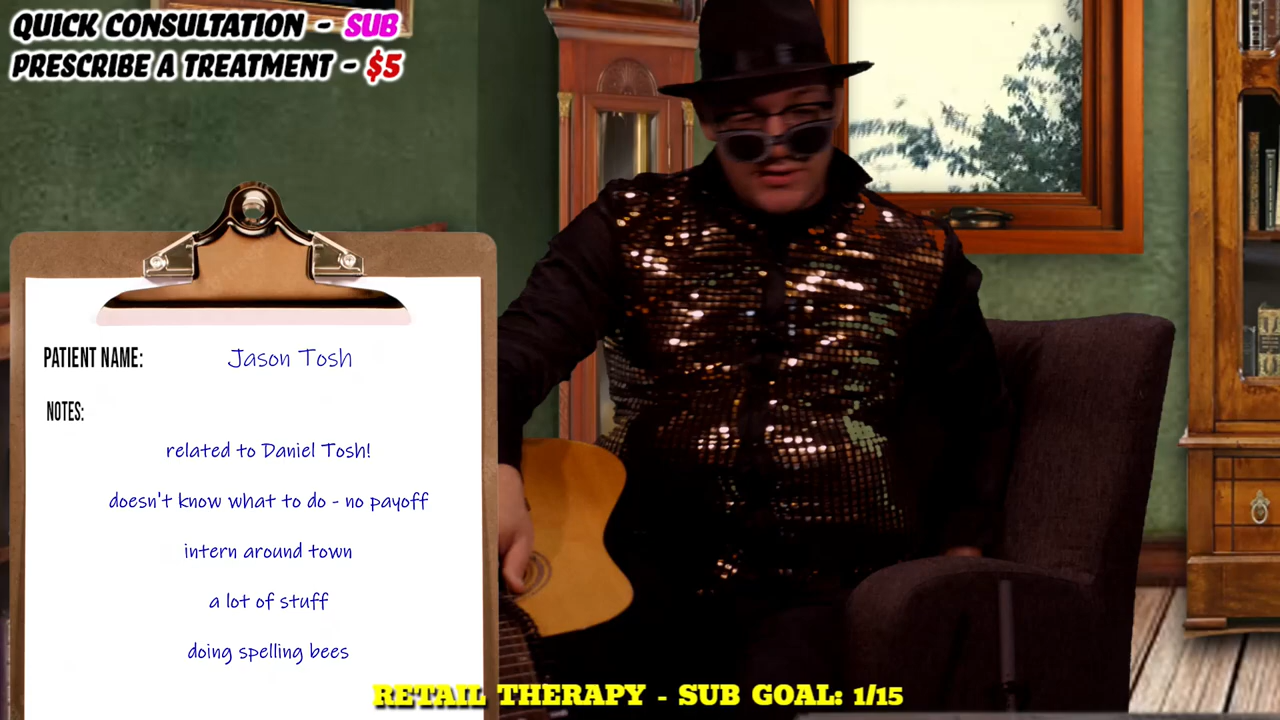 QUICK CONSULTATION - SUB
PRESCRIBE A TREATMENT - $5
PATIENT NAME: Jason Tosh
NOTES:
related to Daniel Tosh!
doesn't know what to do - no payoff
intern around town
a lot of stuff
doing spelling bees
RETAIL THERAPY - SUB GOAL: 1/15